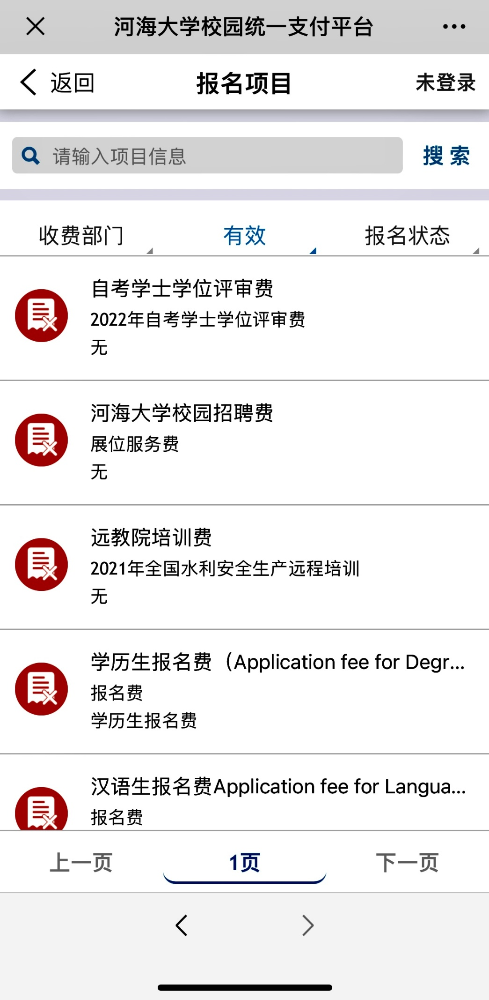 河海大学校园统一支付平台
返回 报名项目 未登录
请输入项目信息 搜 索
收费部门 有效 报名状态
自考学士学位评审费
2022年自考学士学位评审费
无
河海大学校园招聘费
展位服务费
无
远教院培训费
2021年全国水利安全生产远程培训
无
学历生报名费（Application fee for Degr...
报名费
学历生报名费
汉语生报名费Application fee for Langua...
报名费
上一页 1页 下一页